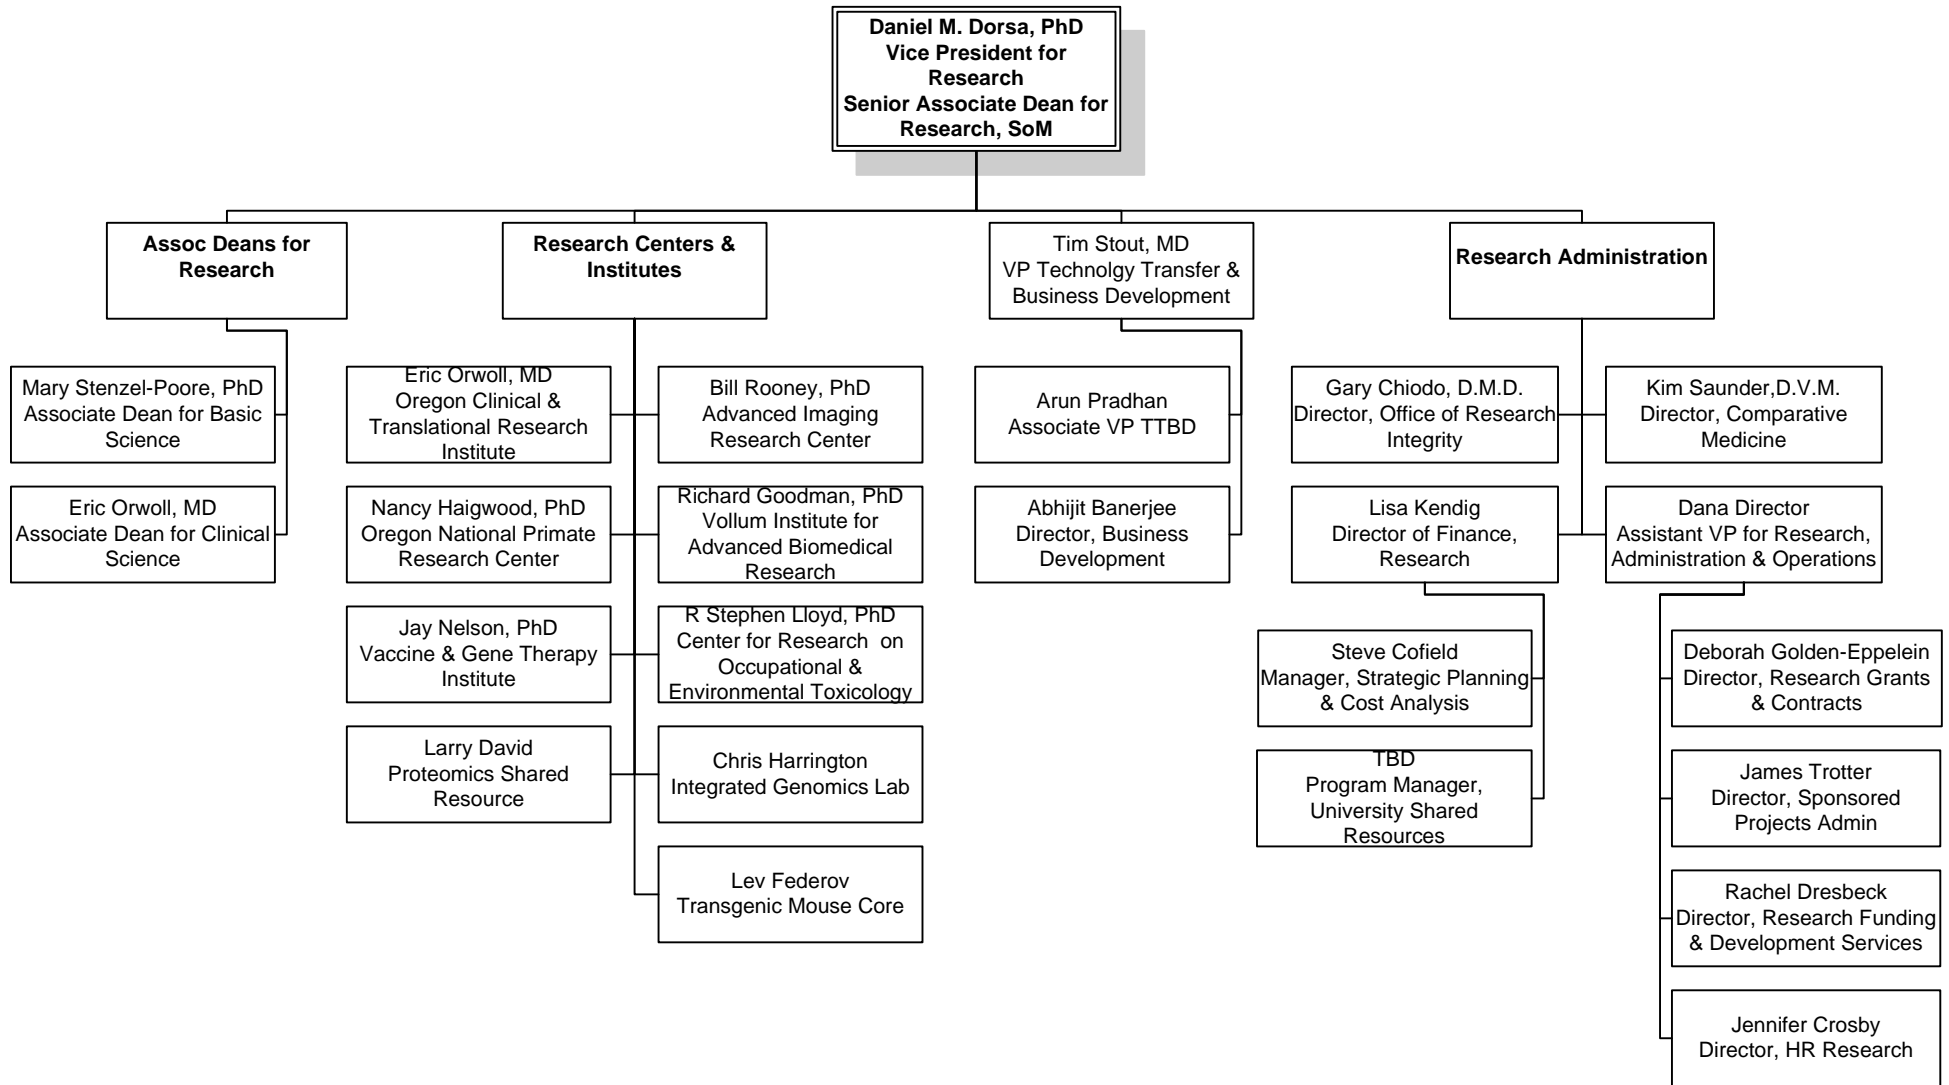 Daniel M. Dorsa, PhD
Vice President for
Research
Senior Associate Dean for
Research, SoM
Assoc Deans for
Research
Research Centers &
Institutes
Tim Stout, MD
VP Technolgy Transfer &
Business Development
Research Administration
Mary Stenzel-Poore, PhD
Associate Dean for Basic
Science
Eric Orwoll, MD
Associate Dean for Clinical
Science
Eric Orwoll, MD
Oregon Clinical &
Translational Research
Institute
Bill Rooney, PhD
Advanced Imaging
Research Center
Nancy Haigwood, PhD
Oregon National Primate
Research Center
Richard Goodman, PhD
Vollum Institute for
Advanced Biomedical
Research
Jay Nelson, PhD
Vaccine & Gene Therapy
Institute
R Stephen Lloyd, PhD
Center for Research  on
Occupational &
Environmental Toxicology
Larry David
Proteomics Shared
Resource
Chris Harrington
Integrated Genomics Lab
Lev Federov
Transgenic Mouse Core
Arun Pradhan
Associate VP TTBD
Abhijit Banerjee
Director, Business
Development
Gary Chiodo, D.M.D.
Director, Office of Research
Integrity
Kim Saunder,D.V.M.
Director, Comparative
Medicine
Lisa Kendig
Director of Finance,
Research
Dana Director
Assistant VP for Research,
Administration & Operations
Steve Cofield
Manager, Strategic Planning
& Cost Analysis
TBD
Program Manager,
University Shared
Resources
Deborah Golden-Eppelein
Director, Research Grants
& Contracts
James Trotter
Director, Sponsored
Projects Admin
Rachel Dresbeck
Director, Research Funding
& Development Services
Jennifer Crosby
Director, HR Research